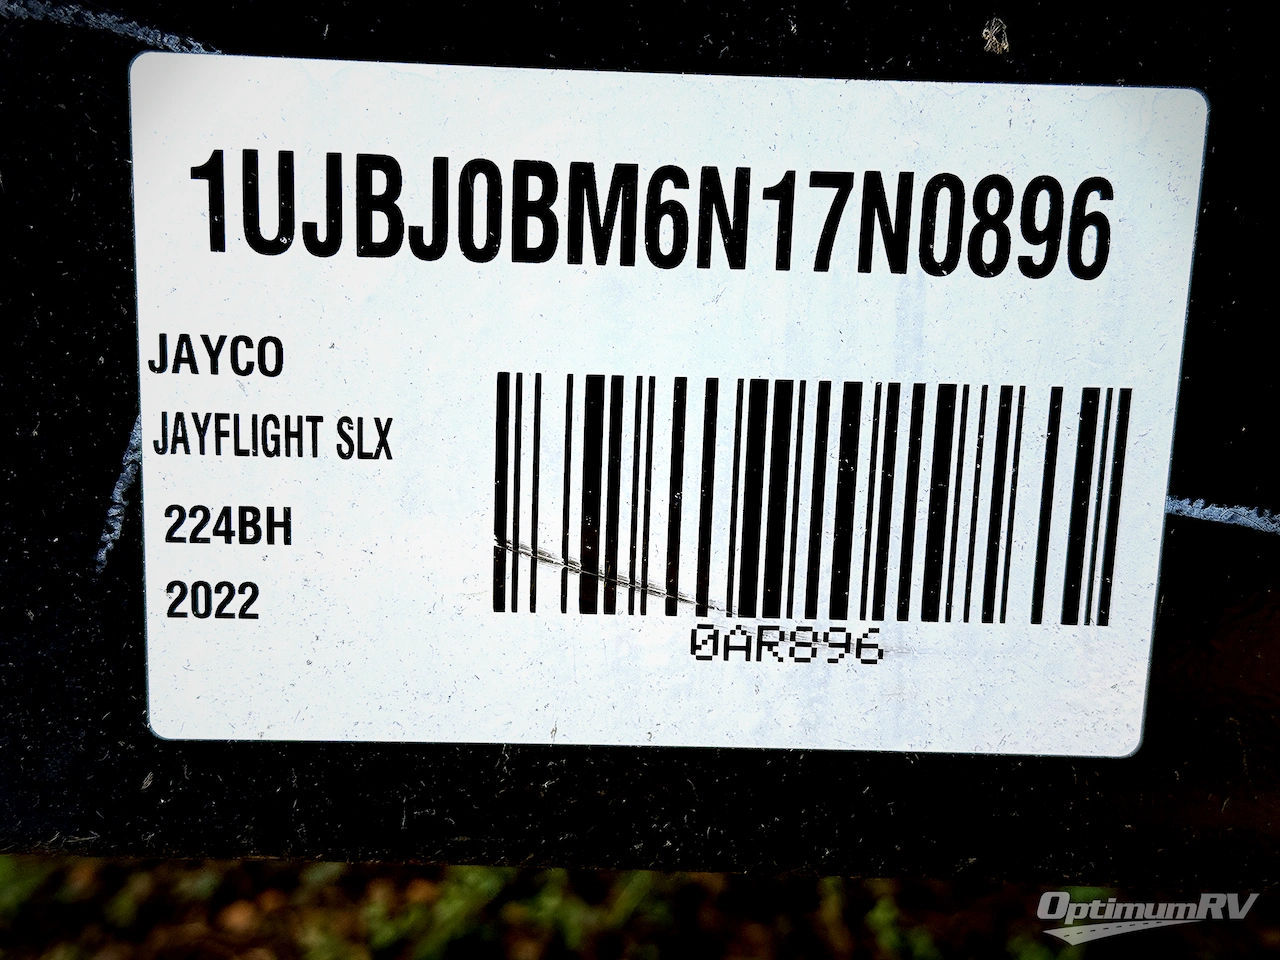 1UJBJ0BM6N17N0896
JAYCO
JAYFLIGHT SLX
224BH
2022
0AR896
OptimumRV